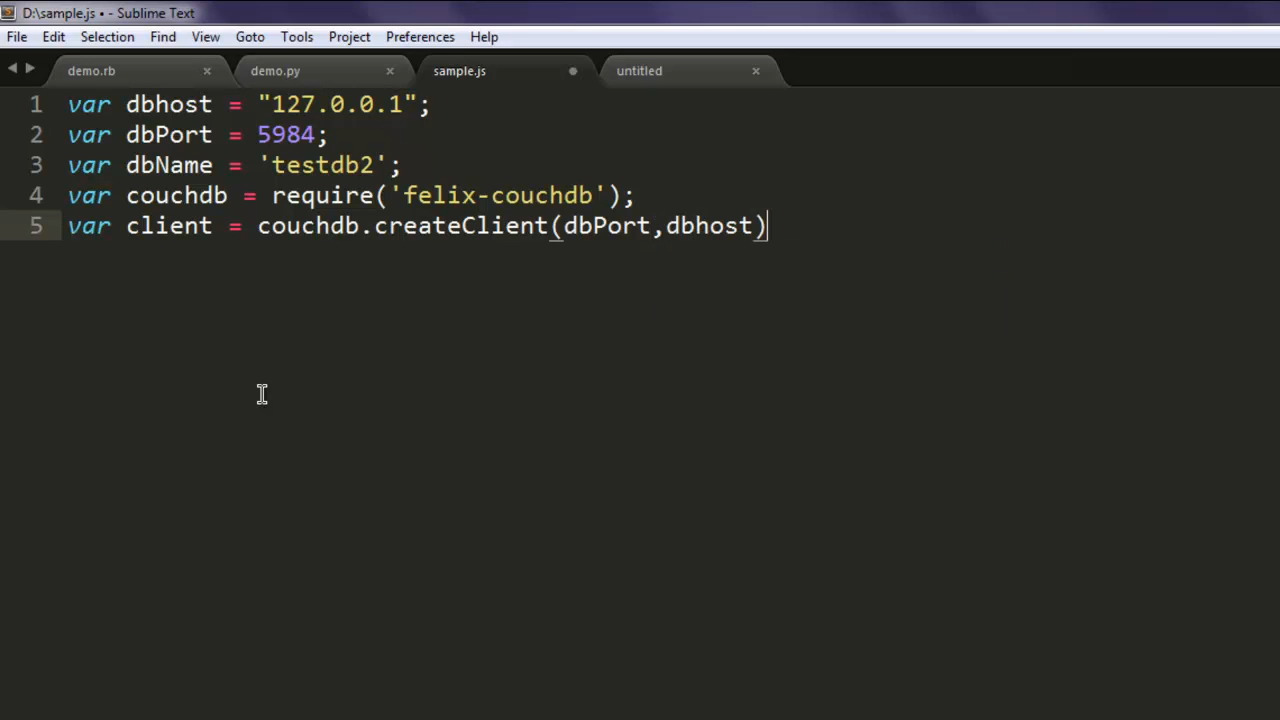 D:\sample.js • - Sublime Text
File Edit Selection Find View Goto Tools Project Preferences Help
demo.rb demo.py sample.js untitled
1 var dbhost = "127.0.0.1";
2 var dbPort = 5984;
3 var dbName = 'testdb2';
4 var couchdb = require('felix-couchdb');
5 var client = couchdb.createClient(dbPort,dbhost)